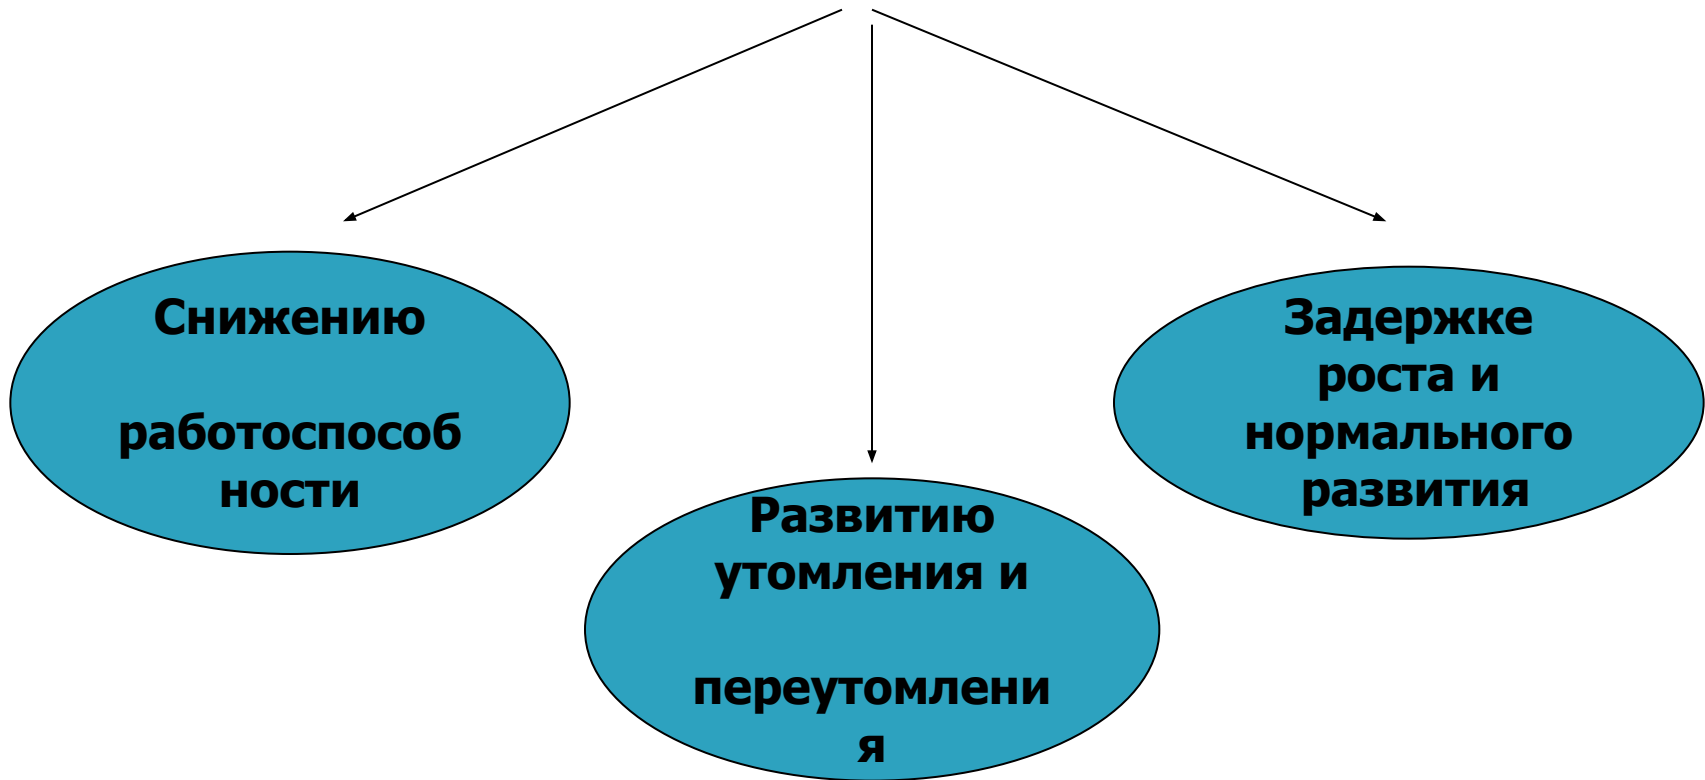 Снижению
работоспособ
ности
Развитию
утомления и
переутомлени
я
Задержке
роста и
нормального
развития